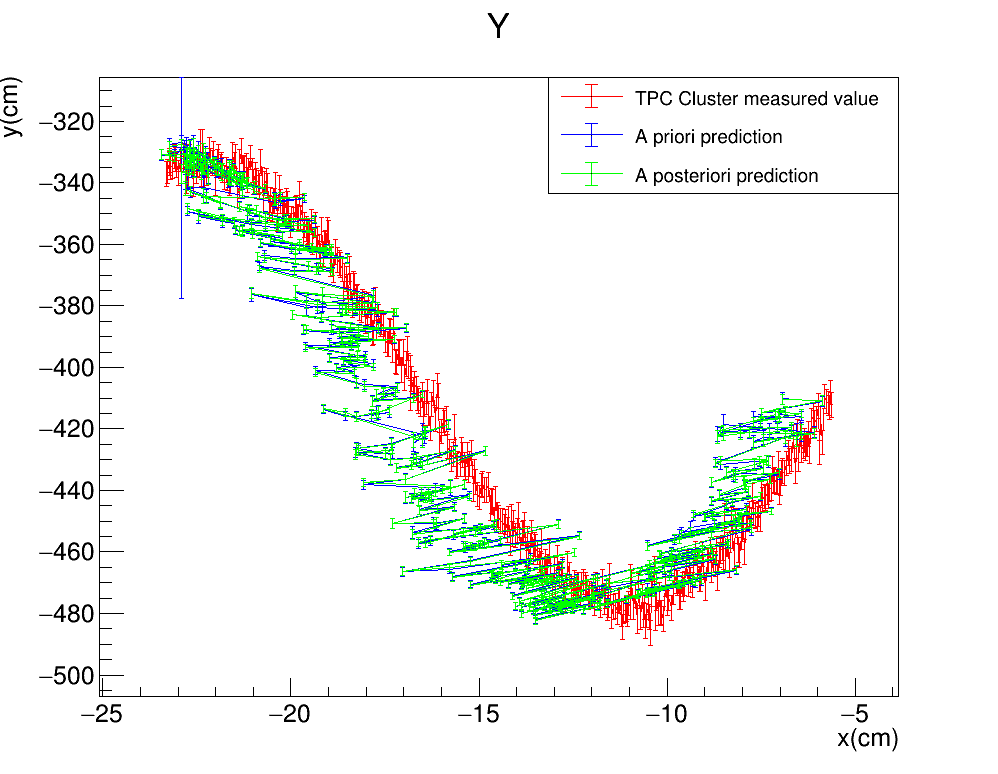 Y
y(cm)
TPC Cluster measured value
A priori prediction
A posteriori prediction
−320
−340
−360
−380
−400
−420
−440
−460
−480
−500
−25 −20 −15 −10 −5
x(cm)